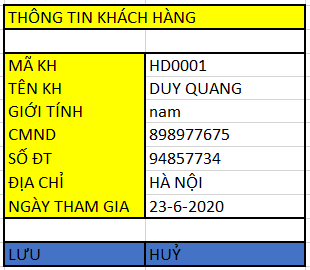 THÔNG TIN KHÁCH HÀNG
MÃ KH HD0001
TÊN KH DUY QUANG
GIỚI TÍNH nam
CMND 898977675
SỐ ĐT 94857734
ĐỊA CHỈ HÀ NỘI
NGÀY THAM GIA 23-6-2020
LƯU HUỶ